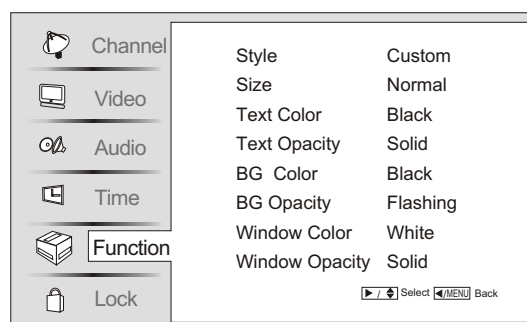 Channel
Video
Audio
Time
Function
Lock
Style Custom
Size Normal
Text Color Black
Text Opacity Solid
BG Color Black
BG Opacity Flashing
Window Color White
Window Opacity Solid
▶ / ◆ Select ◀/MENU Back